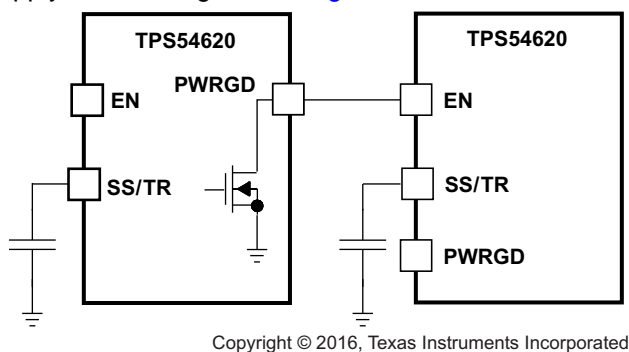 TPS54620
PWRGD
EN
SS/TR
TPS54620
EN
SS/TR
PWRGD
Copyright © 2016, Texas Instruments Incorporated